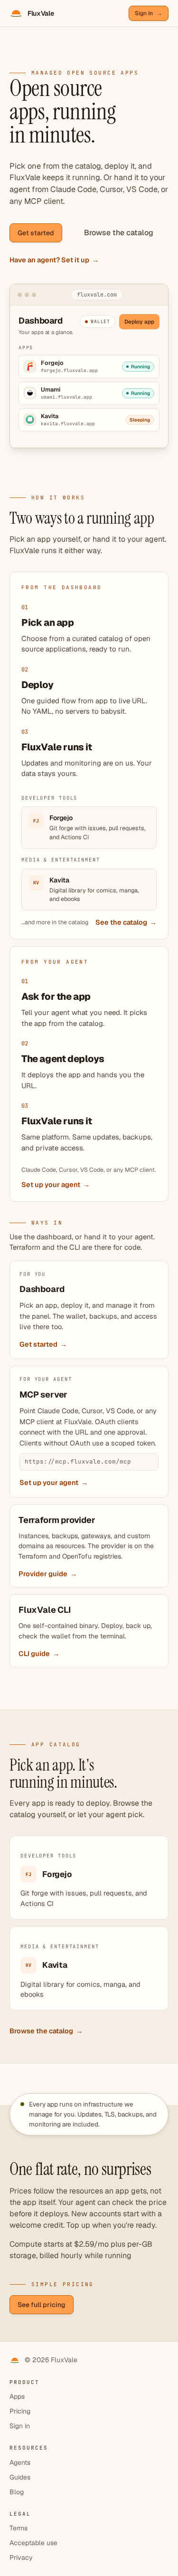 FluxVale
Sign in →
MANAGED OPEN SOURCE APPS
Open source
apps, running
in minutes.
Pick one from the catalog, deploy it, and
FluxVale keeps it running. Or hand it to your
agent from Claude Code, Cursor, VS Code, or
any MCP client.
Get started
Browse the catalog
Have an agent? Set it up →
fluxvale.com
Dashboard
Your apps at a glance.
WALLET
Deploy app
APPS
Forgejo
forgejo.fluxvale.app
Running
Umami
umami.fluxvale.app
Running
Kavita
kavita.fluxvale.app
Sleeping
HOW IT WORKS
Two ways to a running app
Pick an app yourself, or hand it to your agent.
FluxVale runs it either way.
FROM THE DASHBOARD
01
Pick an app
Choose from a curated catalog of open
source applications, ready to run.
02
Deploy
One guided flow from app to live URL.
No YAML, no servers to babysit.
03
FluxVale runs it
Updates and monitoring are on us. Your
data stays yours.
DEVELOPER TOOLS
FJ
Forgejo
Git forge with issues, pull requests,
and Actions CI
MEDIA & ENTERTAINMENT
KV
Kavita
Digital library for comics, manga,
and ebooks
...and more in the catalog
See the catalog →
FROM YOUR AGENT
01
Ask for the app
Tell your agent what you need. It picks
the app from the catalog.
02
The agent deploys
It deploys the app and hands you the
URL.
03
FluxVale runs it
Same platform. Same updates, backups,
and private access.
Claude Code, Cursor, VS Code, or any MCP client.
Set up your agent →
WAYS IN
Use the dashboard, or hand it to your agent.
Terraform and the CLI are there for code.
FOR YOU
Dashboard
Pick an app, deploy it, and manage it from
the panel. The wallet, backups, and access
live there too.
Get started →
FOR YOUR AGENT
MCP server
Point Claude Code, Cursor, VS Code, or any
MCP client at FluxVale. OAuth clients
connect with the URL and one approval.
Clients without OAuth use a scoped token.
https://mcp.fluxvale.com/mcp
Set up your agent →
Terraform provider
Instances, backups, gateways, and custom
domains as resources. The provider is on the
Terraform and OpenTofu registries.
Provider guide →
FluxVale CLI
One self-contained binary. Deploy, back up,
check the wallet from the terminal.
CLI guide →
APP CATALOG
Pick an app. It's
running in minutes.
Every app is ready to deploy. Browse the
catalog yourself, or let your agent pick.
DEVELOPER TOOLS
FJ
Forgejo
Git forge with issues, pull requests, and
Actions CI
MEDIA & ENTERTAINMENT
KV
Kavita
Digital library for comics, manga, and
ebooks
Browse the catalog →
Every app runs on infrastructure we
manage for you. Updates, TLS, backups, and
monitoring are included.
One flat rate, no surprises
Prices follow the resources an app gets, not
the app itself. Your agent can check the price
before it deploys. New accounts start with a
welcome credit. Top up when you're ready.
Compute starts at $2.59/mo plus per-GB
storage, billed hourly while running
SIMPLE PRICING
See full pricing
© 2026 FluxVale
PRODUCT
Apps
Pricing
Sign in
RESOURCES
Agents
Guides
Blog
LEGAL
Terms
Acceptable use
Privacy